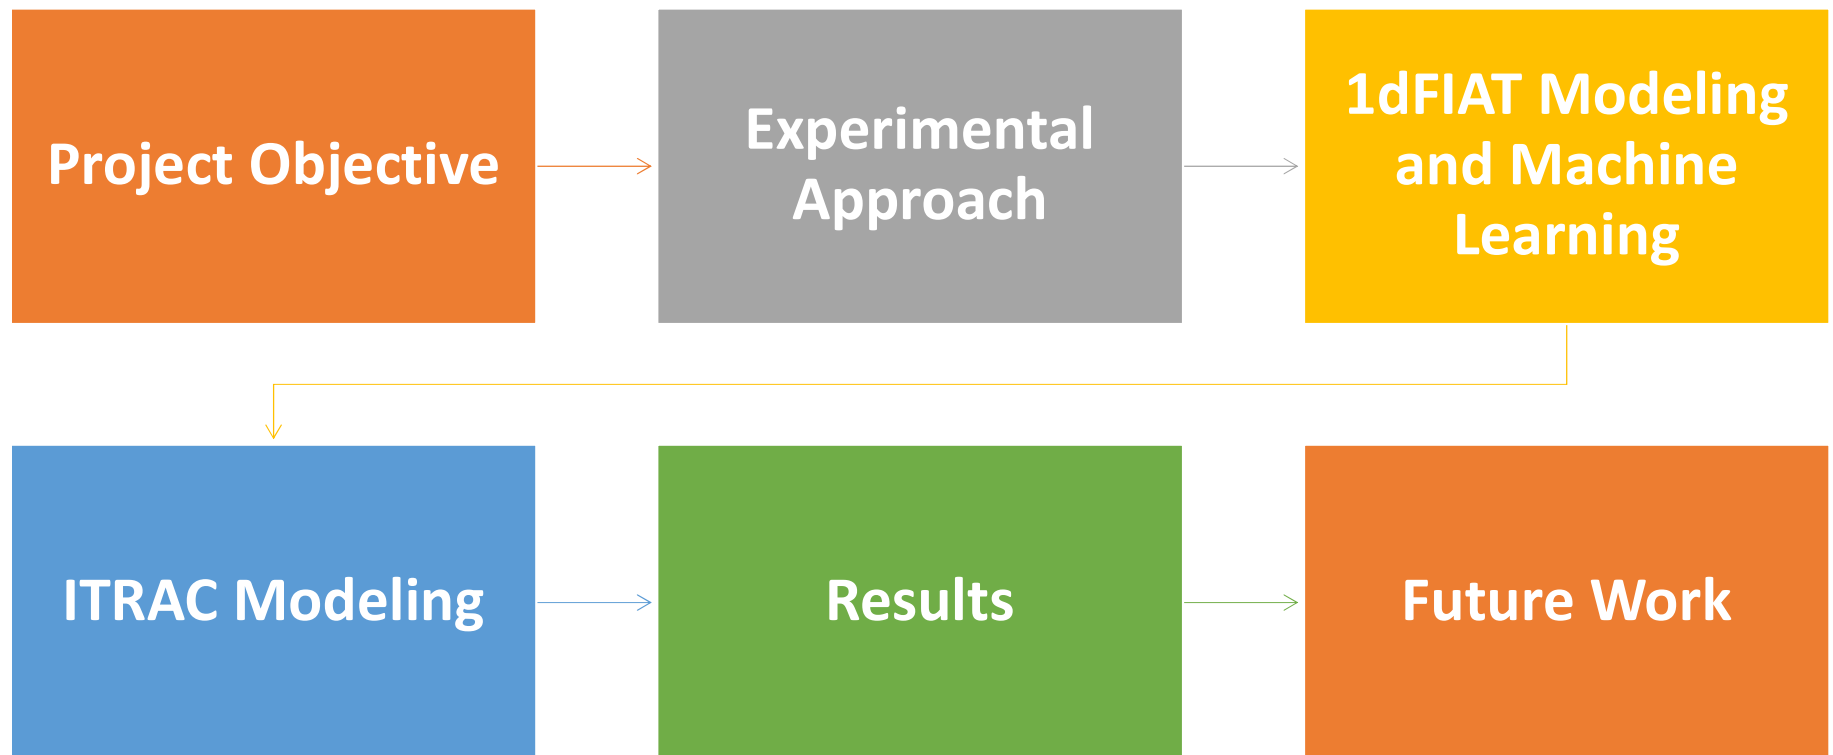 Project Objective
Experimental
Approach
1dFIAT Modeling
and Machine
Learning
ITRAC Modeling
Results
Future Work